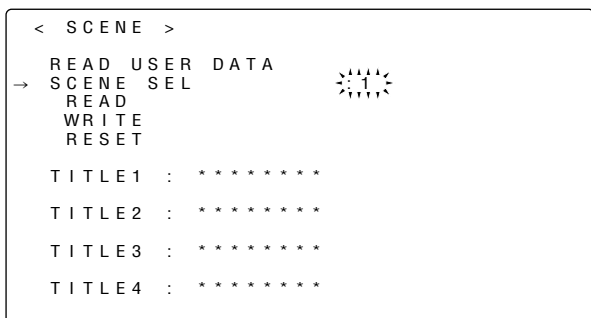 < SCENE >
READ USER DATA
→ SCENE SEL :1
READ
WRITE
RESET
TITLE1 : ********
TITLE2 : ********
TITLE3 : ********
TITLE4 : ********